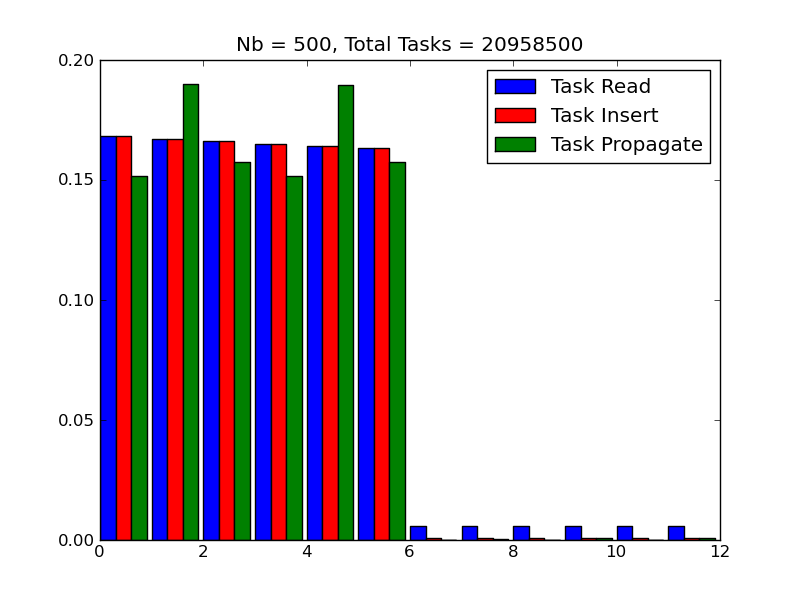 Nb = 500, Total Tasks = 20958500
0.20
Task Read
Task Insert
Task Propagate
0.15
0.10
0.05
0.00
0 2 4 6 8 10 12